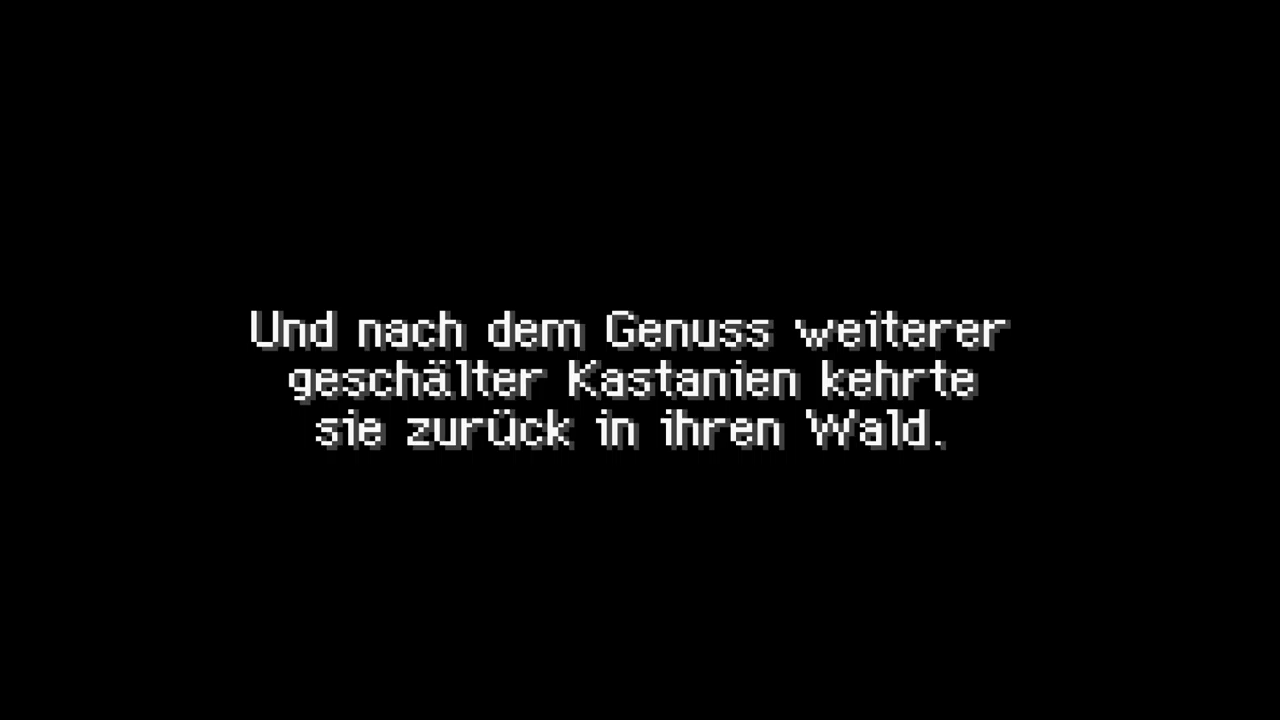 Und nach dem Genuss weiterer
geschälter Kastanien kehrte
sie zurück in ihren Wald.